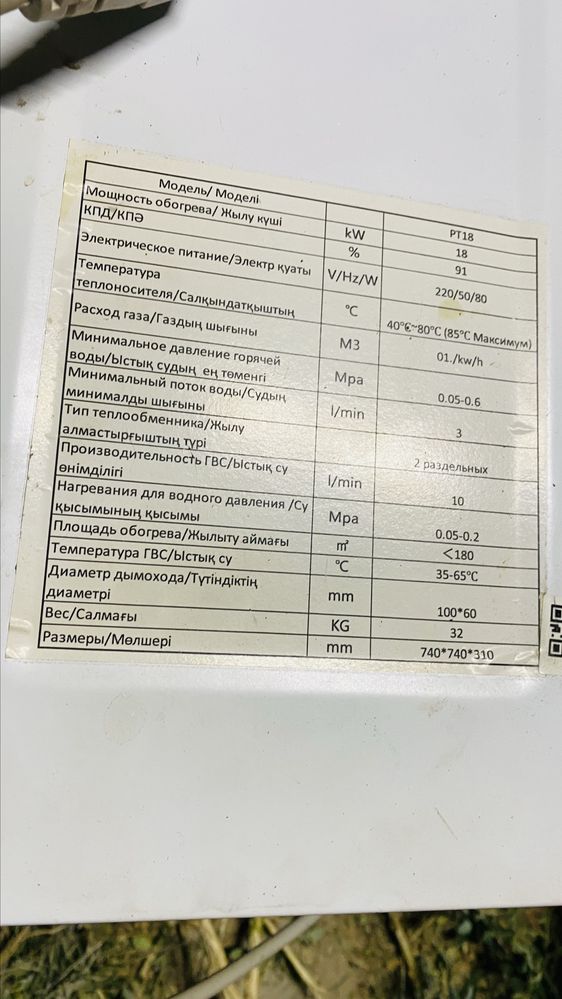 Модель/ Моделі PT18
Мощность обогрева/ Жылу күші kW 18
КПД/КПӘ % 91
Электрическое питание/Электр қуаты V/Hz/W 220/50/80
Температура
теплоносителя/Салқындатқыштың °C 40°C~80°C (85°C Максимум)
Расход газа/Газдың шығыны М3 01./kw/h
Минимальное давление горячей
воды/Ыстық судың ең төменгі Mpa 0.05-0.6
Минимальный поток воды/Судың
минималды шығыны l/min 3
Тип теплообменника/Жылу
алмастырғыштың түрі 2 раздельных
Производительность ГВС/Ыстық су
өнімділігі l/min 10
Нагревания для водного давления /Су
қысымының қысымы Mpa 0.05-0.2
Площадь обогрева/Жылыту аймағы ㎡ ＜180
Температура ГВС/Ыстық су °C 35-65°C
Диаметр дымохода/Түтіндіктің
диаметрі mm 100*60
Вес/Салмағы KG 32
Размеры/Мөлшері mm 740*740*310